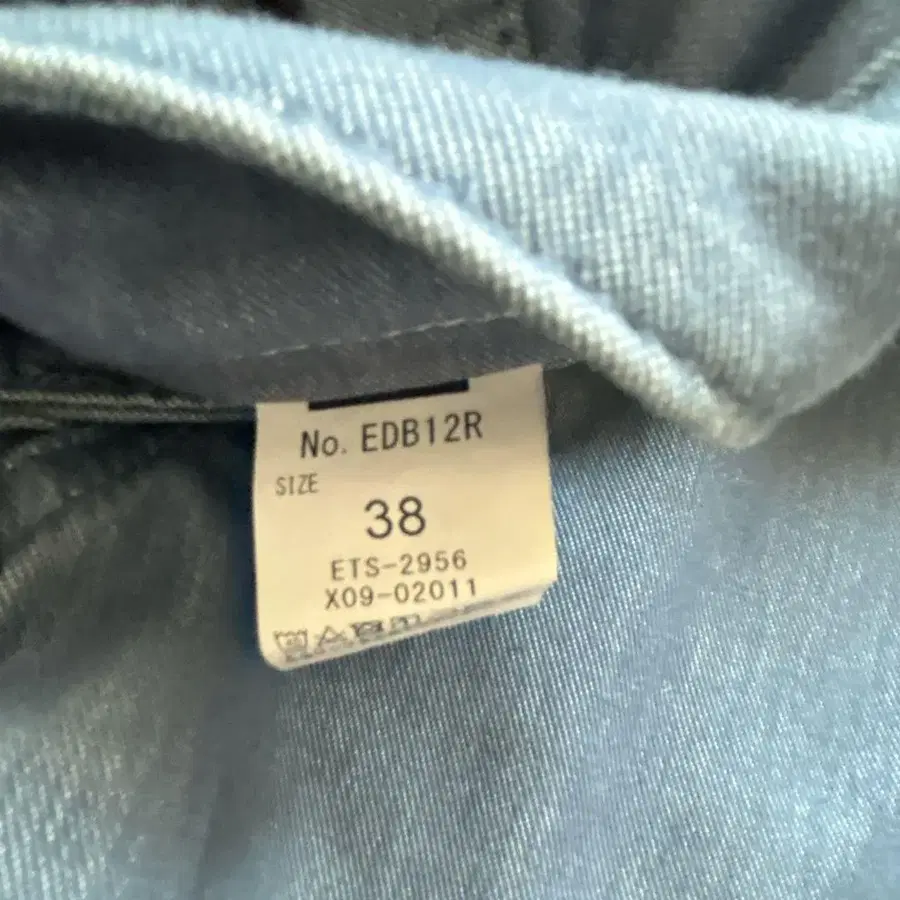 No. EDB12R
SIZE
38
ETS-2956
X09-02011